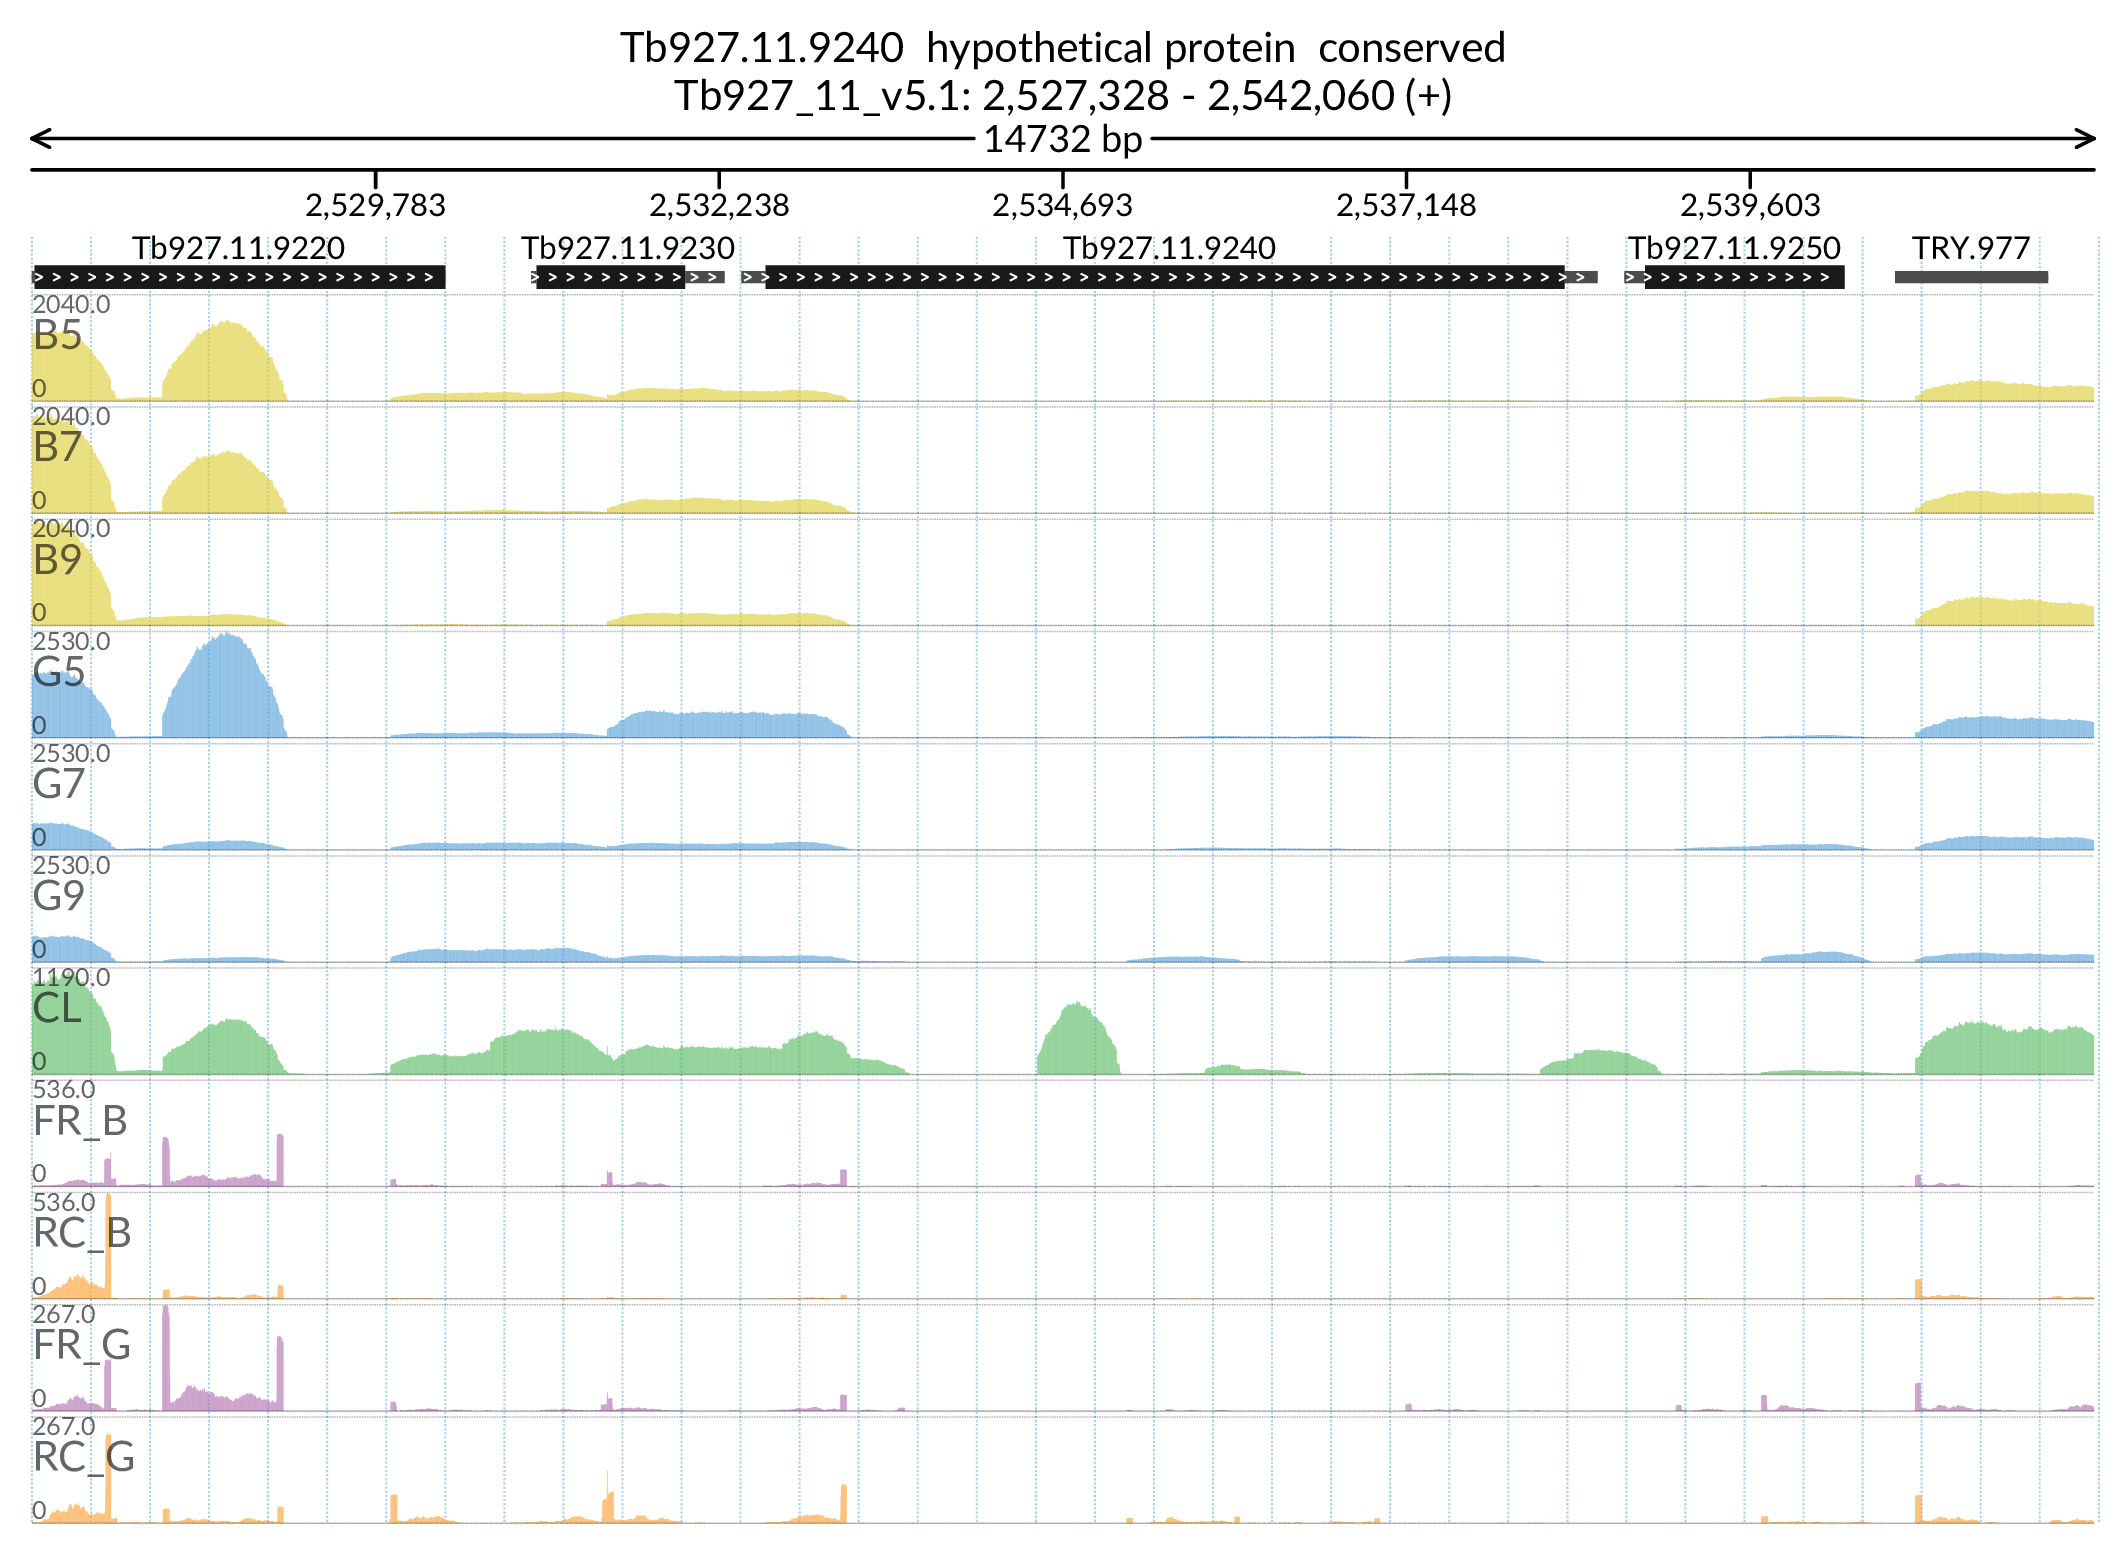 Tb927.11.9240  hypothetical protein  conserved
Tb927_11_v5.1: 2,527,328 - 2,542,060 (+)
14732 bp
2,529,783 2,532,238 2,534,693 2,537,148 2,539,603
Tb927.11.9220 Tb927.11.9230 Tb927.11.9240 Tb927.11.9250 TRY.977
2040.0
B5
0
2040.0
B7
0
2040.0
B9
0
2530.0
G5
0
2530.0
G7
0
2530.0
G9
0
1190.0
CL
0
536.0
FR_B
0
536.0
RC_B
0
267.0
FR_G
0
267.0
RC_G
0